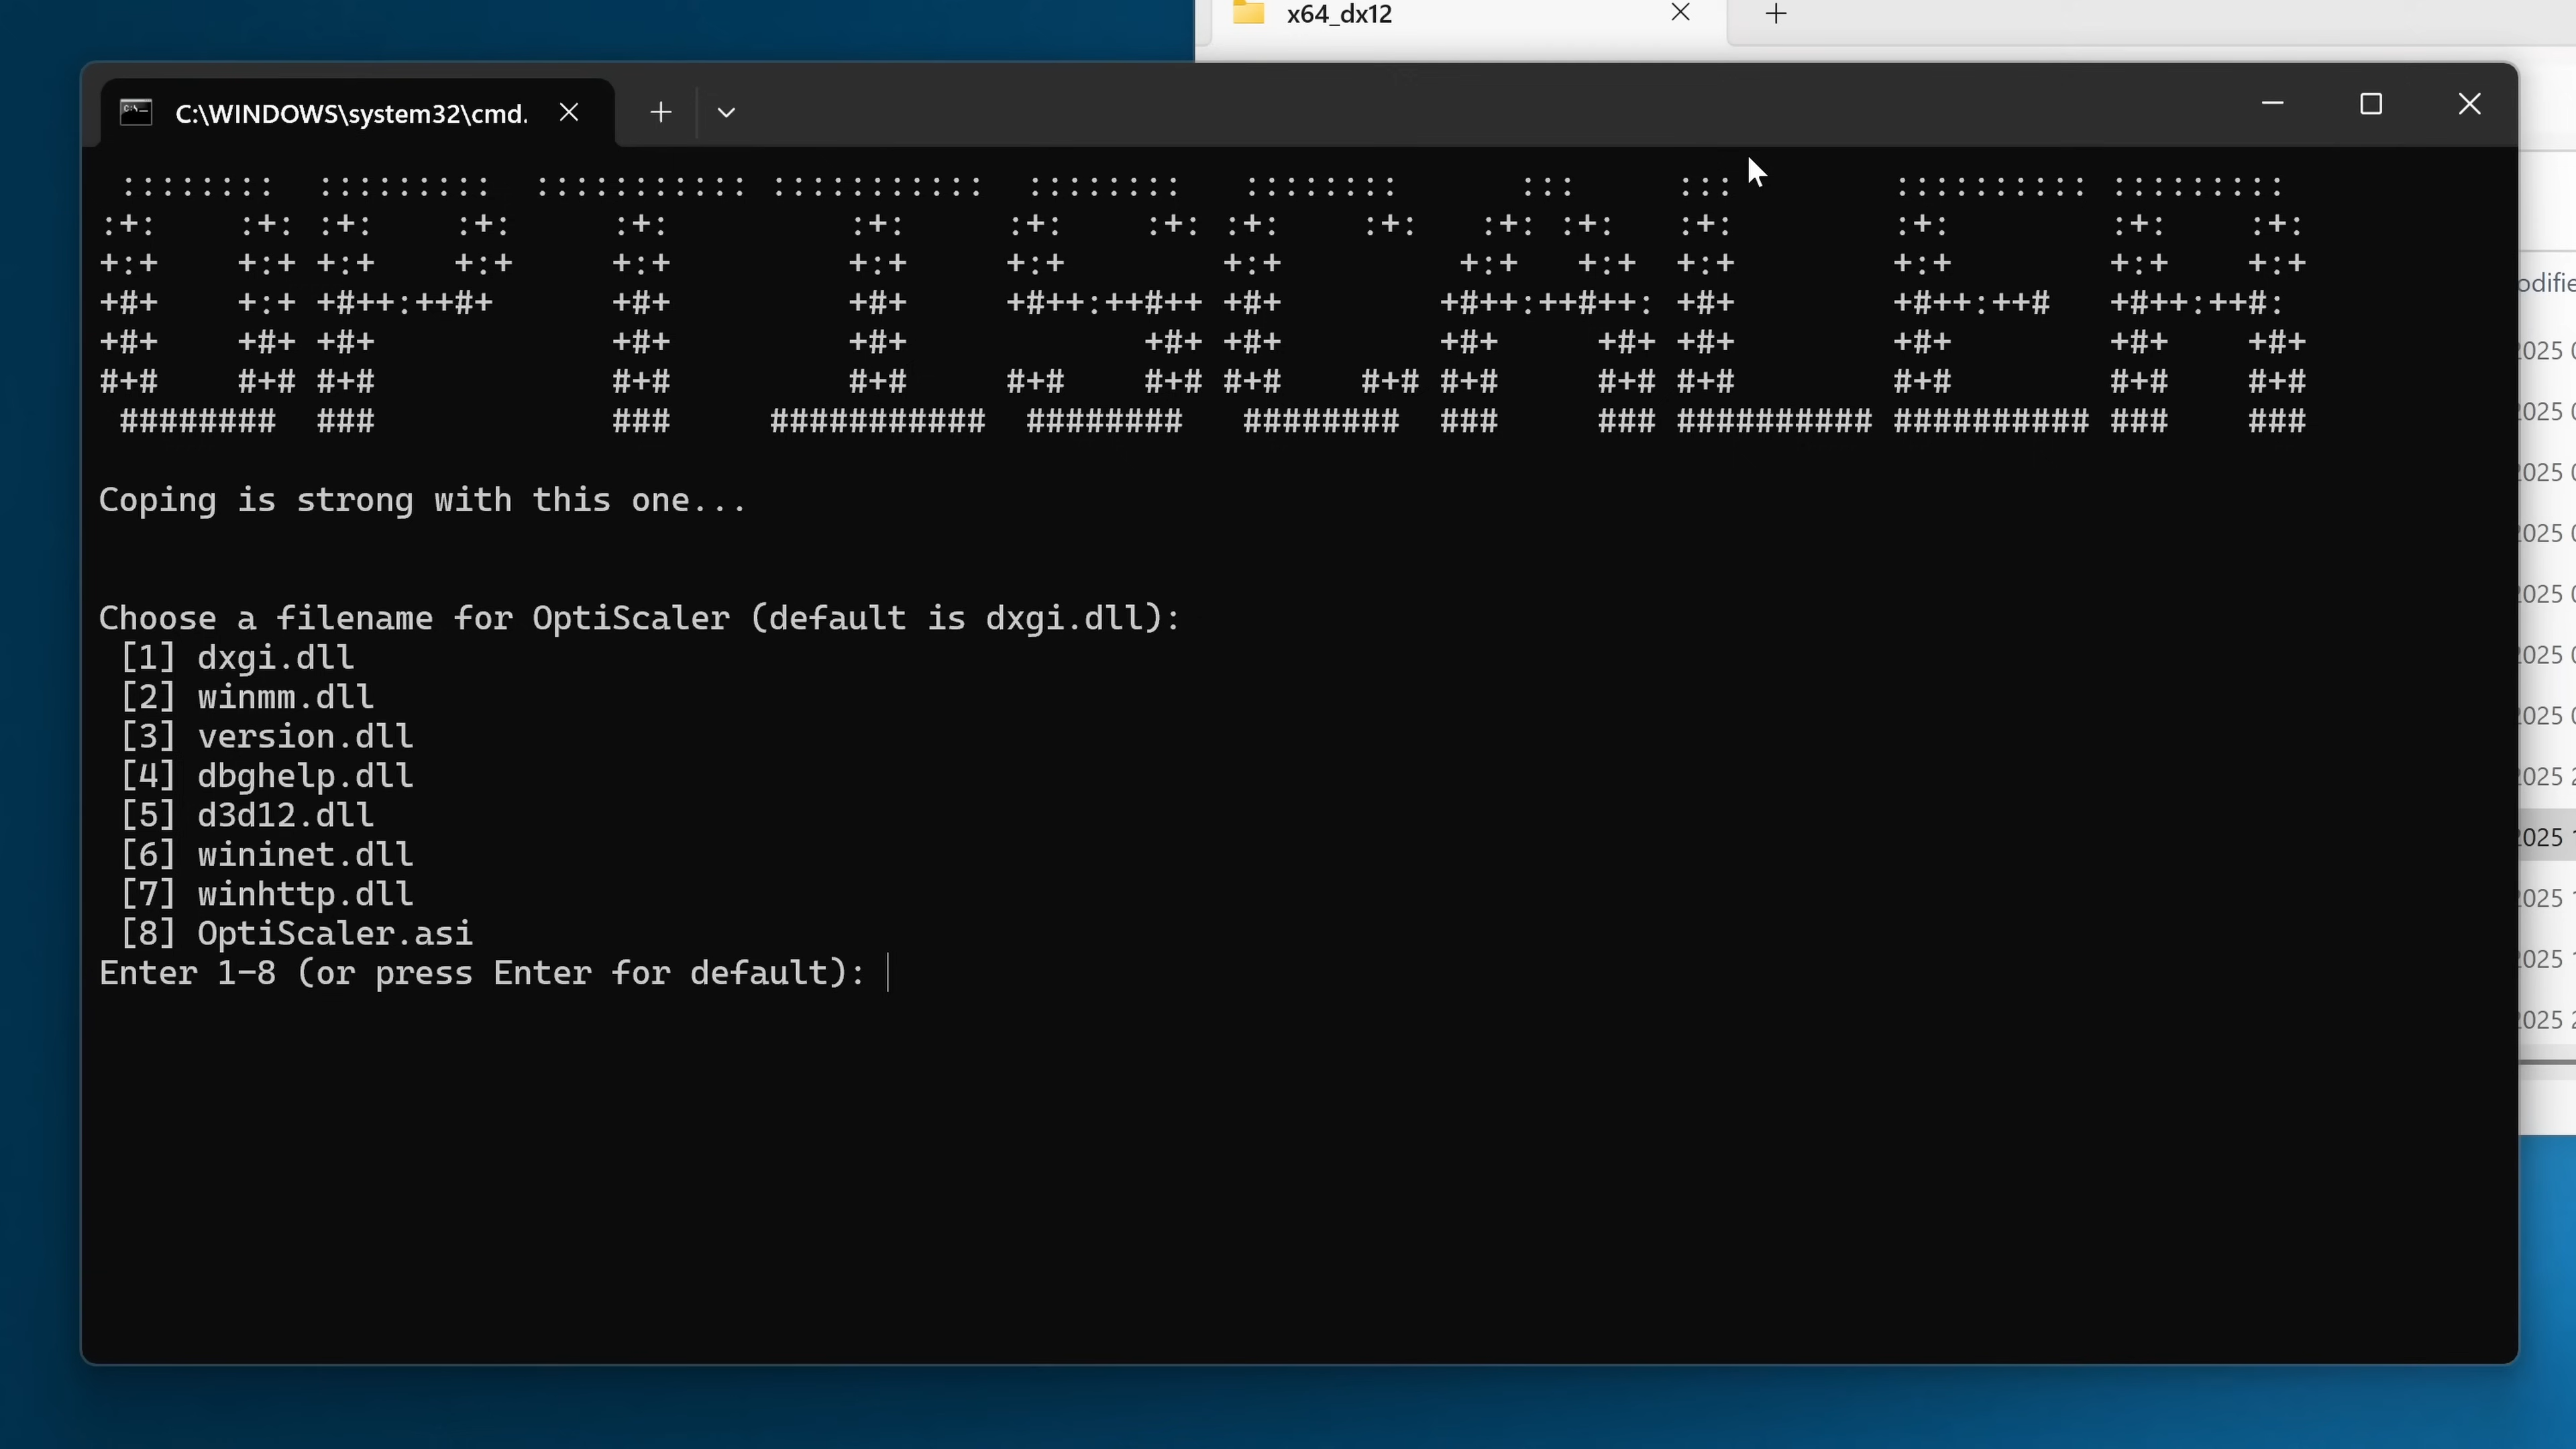 x64_dx12
C:\WINDOWS\system32\cmd.
Coping is strong with this one...
Choose a filename for OptiScaler (default is dxgi.dll):
[1] dxgi.dll
[2] winmm.dll
[3] version.dll
[4] dbghelp.dll
[5] d3d12.dll
[6] wininet.dll
[7] winhttp.dll
[8] OptiScaler.asi
Enter 1-8 (or press Enter for default):